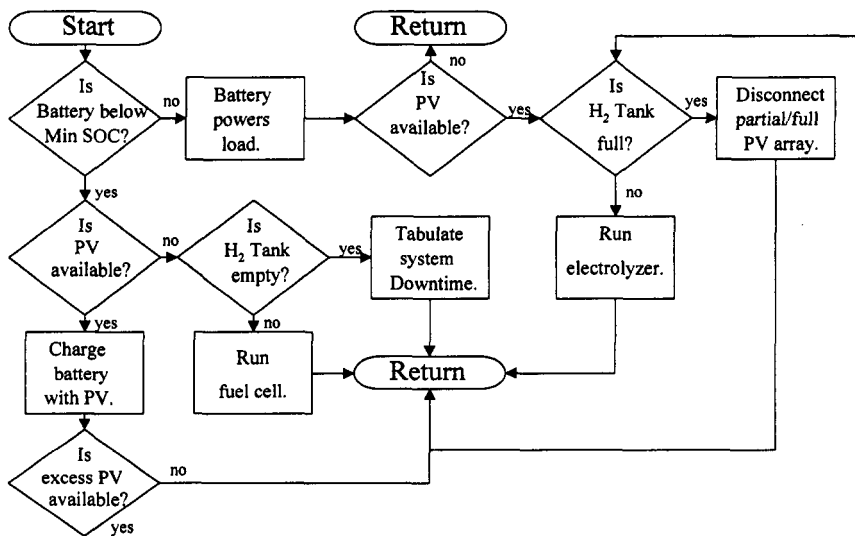 Start
Return
Is
Battery below
Min SOC?
no
Battery
powers
load.
Is
PV
available?
no
yes
Is
H₂ Tank
full?
yes
Disconnect
partial/full
PV array.
yes
no
Is
PV
available?
no
Is
H₂ Tank
empty?
yes
Tabulate
system
Downtime.
Run
electrolyzer.
yes
no
Charge
battery
with PV.
Run
fuel cell.
Return
Is
excess PV
available?
no
yes